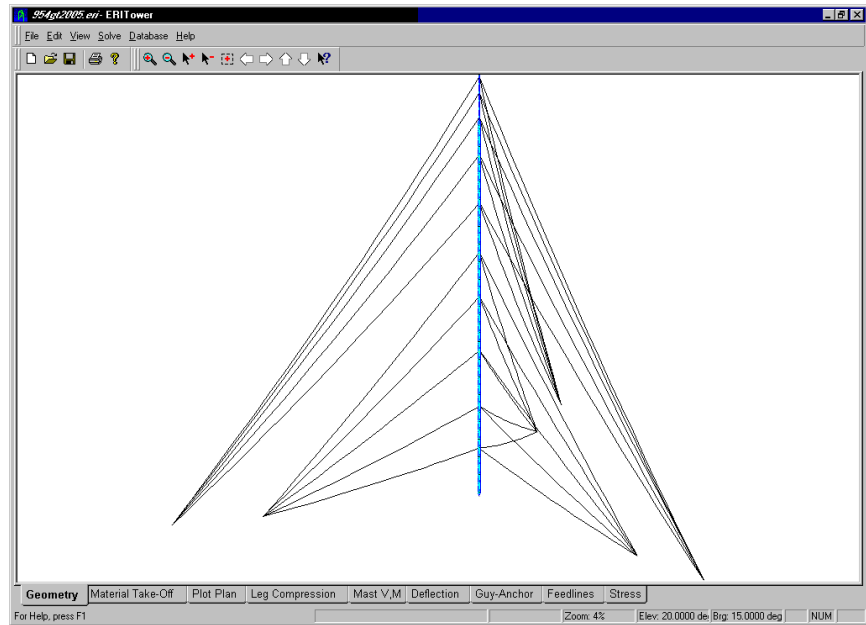 954gt2005.eri - ERITower
File Edit View Solve Database Help
Geometry Material Take-Off Plot Plan Leg Compression Mast V,M Deflection Guy-Anchor Feedlines Stress
For Help, press F1 Zoom: 4% Elev: 20.0000 de Brg: 15.0000 deg NUM